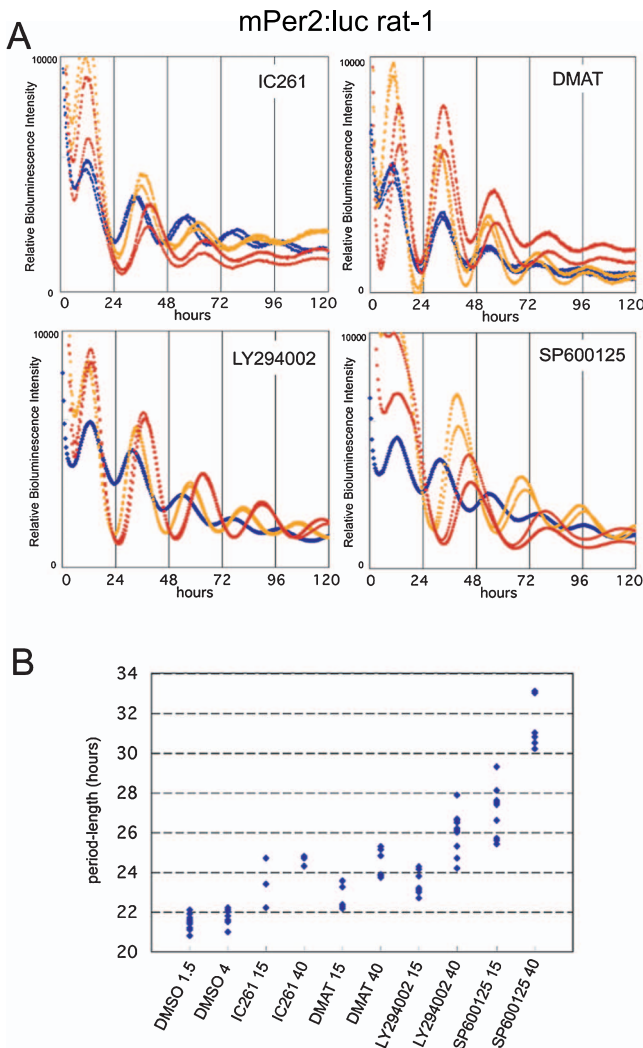 mPer2:luc rat-1
A
IC261
Relative Bioluminescence Intensity
10000
0
0 24 48 72 96 120
hours
DMAT
Relative Bioluminescence Intensity
10000
0
0 24 48 72 96 120
hours
LY294002
Relative Bioluminescence Intensity
10000
0
0 24 48 72 96 120
hours
SP600125
Relative Bioluminescence Intensity
10000
0
0 24 48 72 96 120
hours
B
period-length (hours)
34
32
30
28
26
24
22
20
DMSO 1.5
DMSO 4
IC261 15
IC261 40
DMAT 15
DMAT 40
LY294002 15
LY294002 40
SP600125 15
SP600125 40